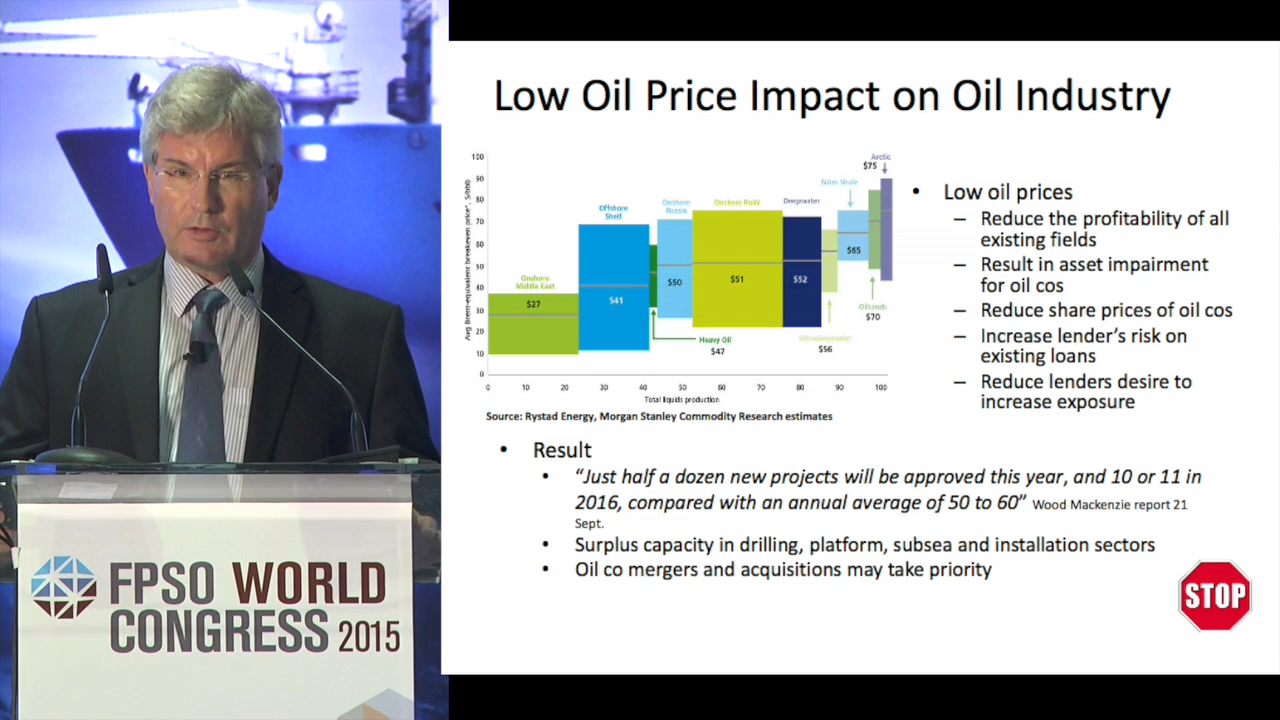 Low Oil Price Impact on Oil Industry
Avg Brent-equivalent breakeven price*, $/bbl)
100
90
80
70
60
50
40
30
20
10
0
0 10 20 30 40 50 60 70 80 90 100
Total liquids production
Onshore
Middle East
$27
Offshore
Shelf
$41
Heavy Oil
$47
Onshore
Russia
$50
Onshore RoW
$51
Deepwater
$52
Ultradeepwater
$56
NAm Shale
$65
Oilsands
$70
Arctic
$75
Source: Rystad Energy, Morgan Stanley Commodity Research estimates
• Low oil prices
– Reduce the profitability of all
existing fields
– Result in asset impairment
for oil cos
– Reduce share prices of oil cos
– Increase lender's risk on
existing loans
– Reduce lenders desire to
increase exposure
• Result
• "Just half a dozen new projects will be approved this year, and 10 or 11 in
2016, compared with an annual average of 50 to 60" Wood Mackenzie report 21
Sept.
• Surplus capacity in drilling, platform, subsea and installation sectors
• Oil co mergers and acquisitions may take priority
STOP
FPSO WORLD
CONGRESS 2015